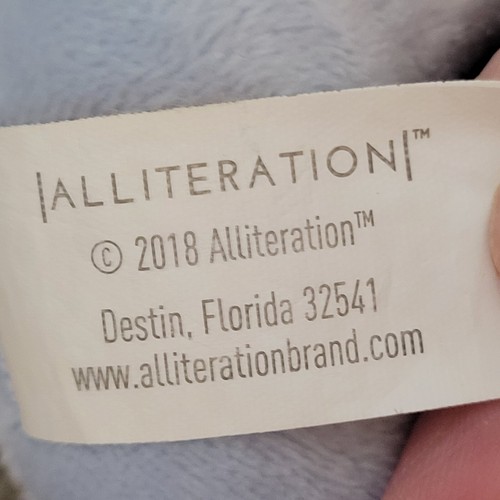 |ALLITERATION|™
© 2018 Alliteration™
Destin, Florida 32541
www.alliterationbrand.com